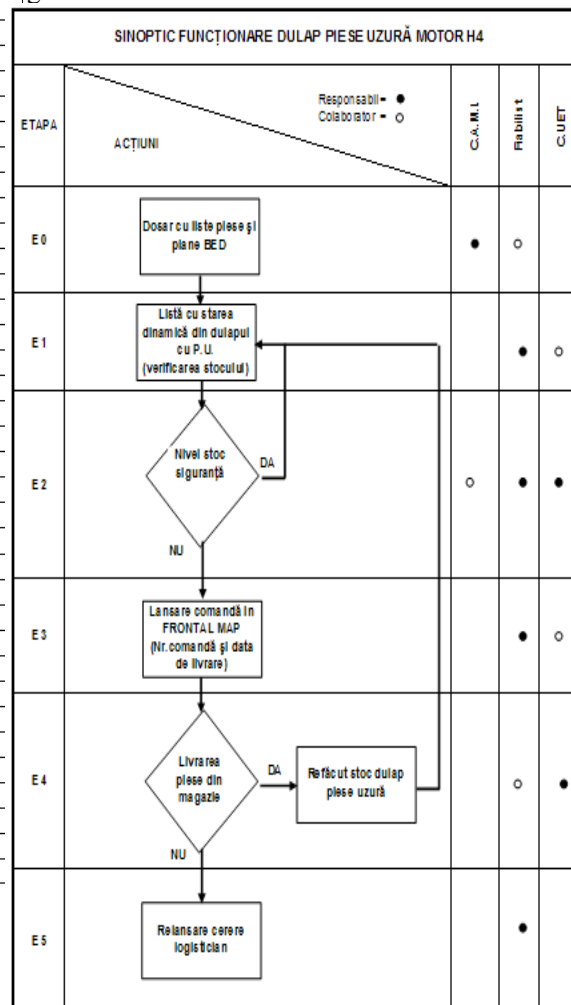 SINOPTIC FUNCȚIONARE DULAP PIESE UZURĂ MOTOR H4
ETAPA
ACȚIUNI
Responsabil= ●
Colaborator = ○
C.A.M.I.
Fiabilist
C.UET
E0
Dosar cu liste piese și
plane BED
E1
Listă cu starea
dinamică din dulapul
cu P.U.
(verificarea stocului)
E2
Nivel stoc
siguranță
DA
NU
E3
Lansare comandă în
FRONTAL MAP
(Nr.comandă și data
de livrare)
E4
Livrarea
piese din
magazie
DA
Refăcut stoc dulap
piese uzură
NU
E5
Relansare cerere
logistician